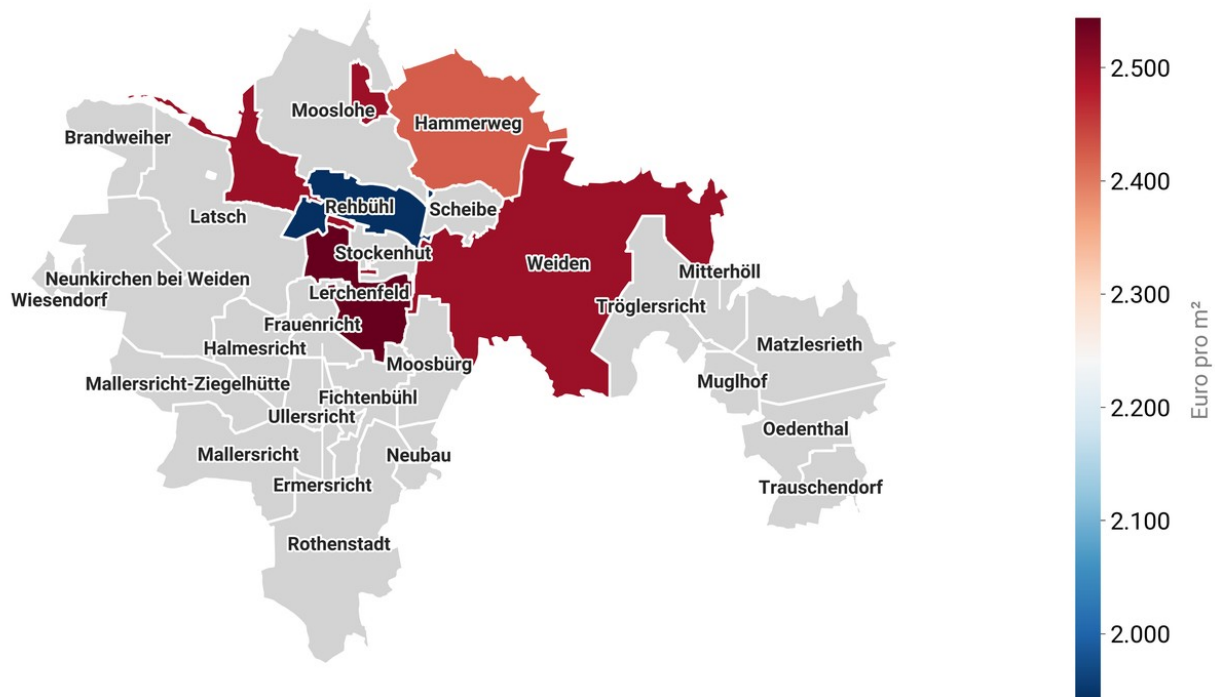 Mooslohe
Hammerweg
Brandweiher
Rehbühl
Scheibe
Latsch
Stockenhut
Weiden
Mitterhöll
Neunkirchen bei Weiden
Wiesendorf
Lerchenfeld
Tröglersricht
Frauenricht
Halmesricht
Matzlesrieth
Moosbürg
Mallersricht-Ziegelhütte
Muglhof
Fichtenbühl
Ullersricht
Oedenthal
Mallersricht
Neubau
Ermersricht
Trauschendorf
Rothenstadt
2.500
2.400
2.300
2.200
2.100
2.000
Euro pro m²